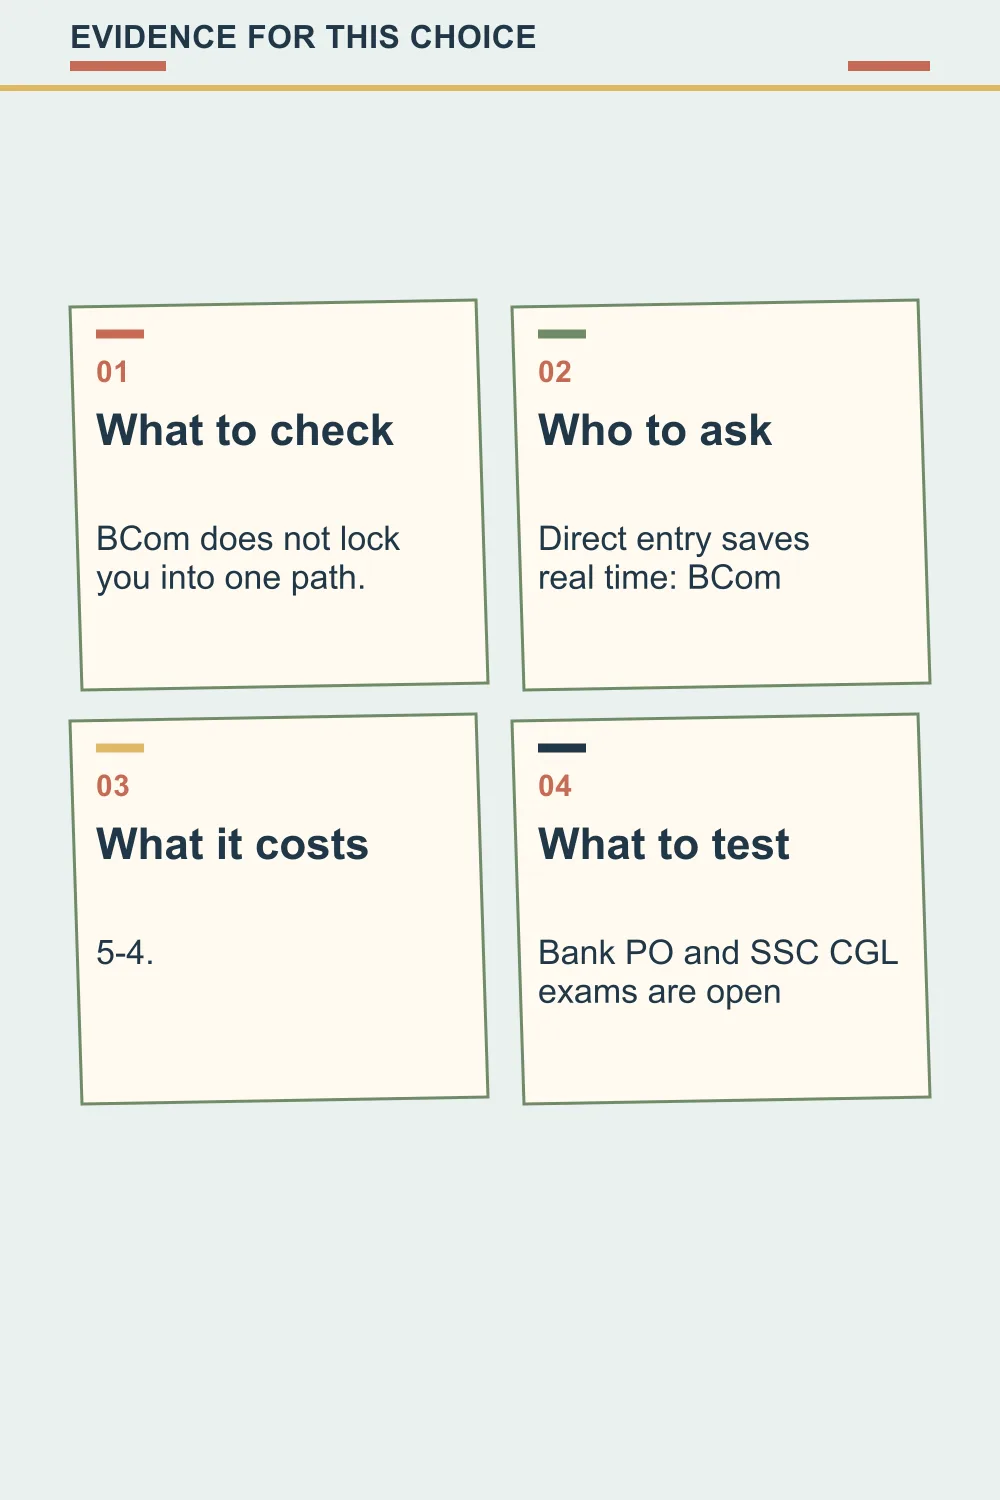 EVIDENCE FOR THIS CHOICE
01
What to check
BCom does not lock
you into one path.
02
Who to ask
Direct entry saves
real time: BCom
03
What it costs
5-4.
04
What to test
Bank PO and SSC CGL
exams are open